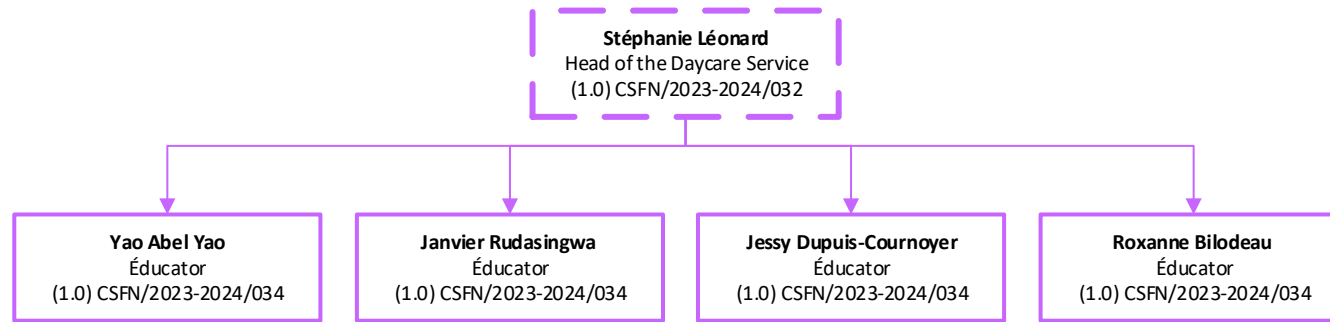 Stéphanie Léonard
Head of the Daycare Service
(1.0) CSFN/2023-2024/032
Yao Abel Yao
Éducator
(1.0) CSFN/2023-2024/034
Janvier Rudasingwa
Éducator
(1.0) CSFN/2023-2024/034
Jessy Dupuis-Cournoyer
Éducator
(1.0) CSFN/2023-2024/034
Roxanne Bilodeau
Éducator
(1.0) CSFN/2023-2024/034